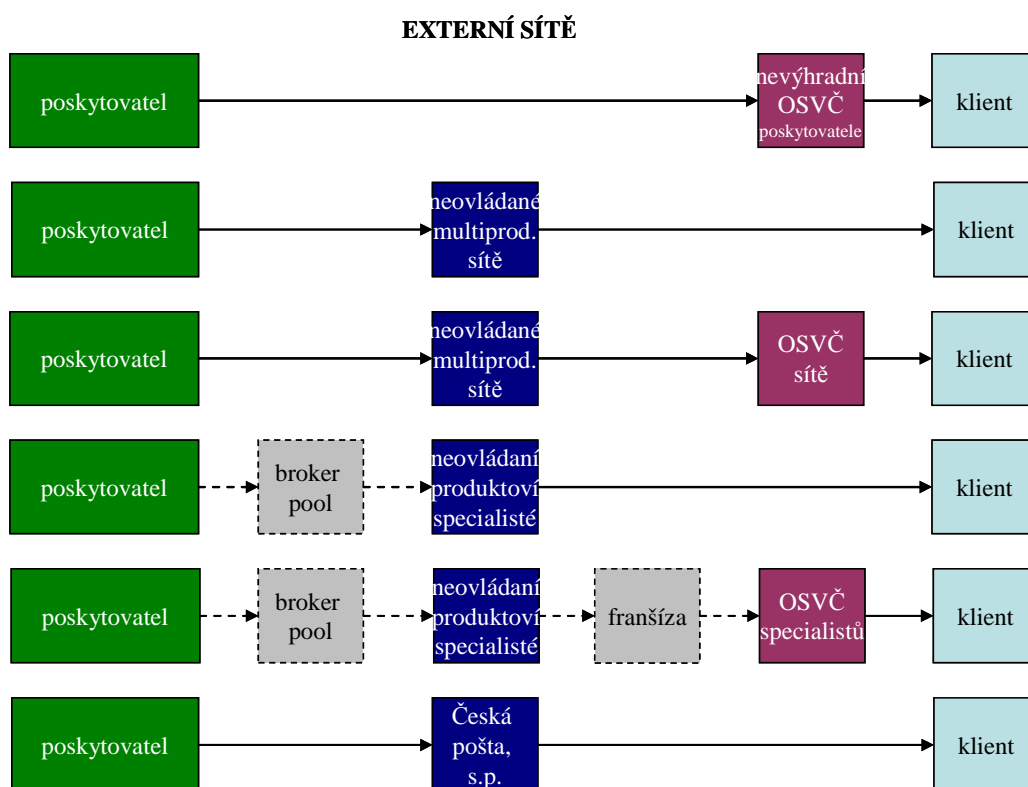 EXTERNÍ SÍTĚ
poskytovatel
nevýhradní
OSVČ
poskytovatele
klient
poskytovatel
neovládané
multiprod.
sítě
klient
poskytovatel
neovládané
multiprod.
sítě
OSVČ
sítě
klient
poskytovatel
broker
pool
neovládaní
produktoví
specialisté
klient
poskytovatel
broker
pool
neovládaní
produktoví
specialisté
franšíza
OSVČ
specialistů
klient
poskytovatel
Česká
pošta,
s.p.
klient